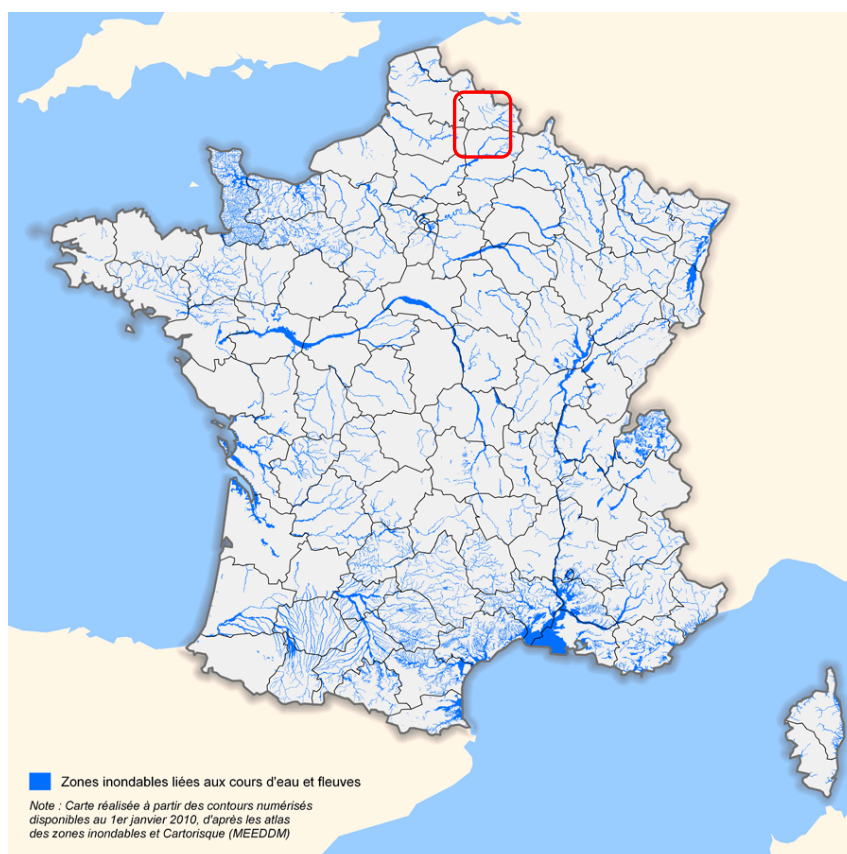 Zones inondables liées aux cours d'eau et fleuves
Note : Carte réalisée à partir des contours numérisés
disponibles au 1er janvier 2010, d'après les atlas
des zones inondables et Cartorisque (MEEDDM)